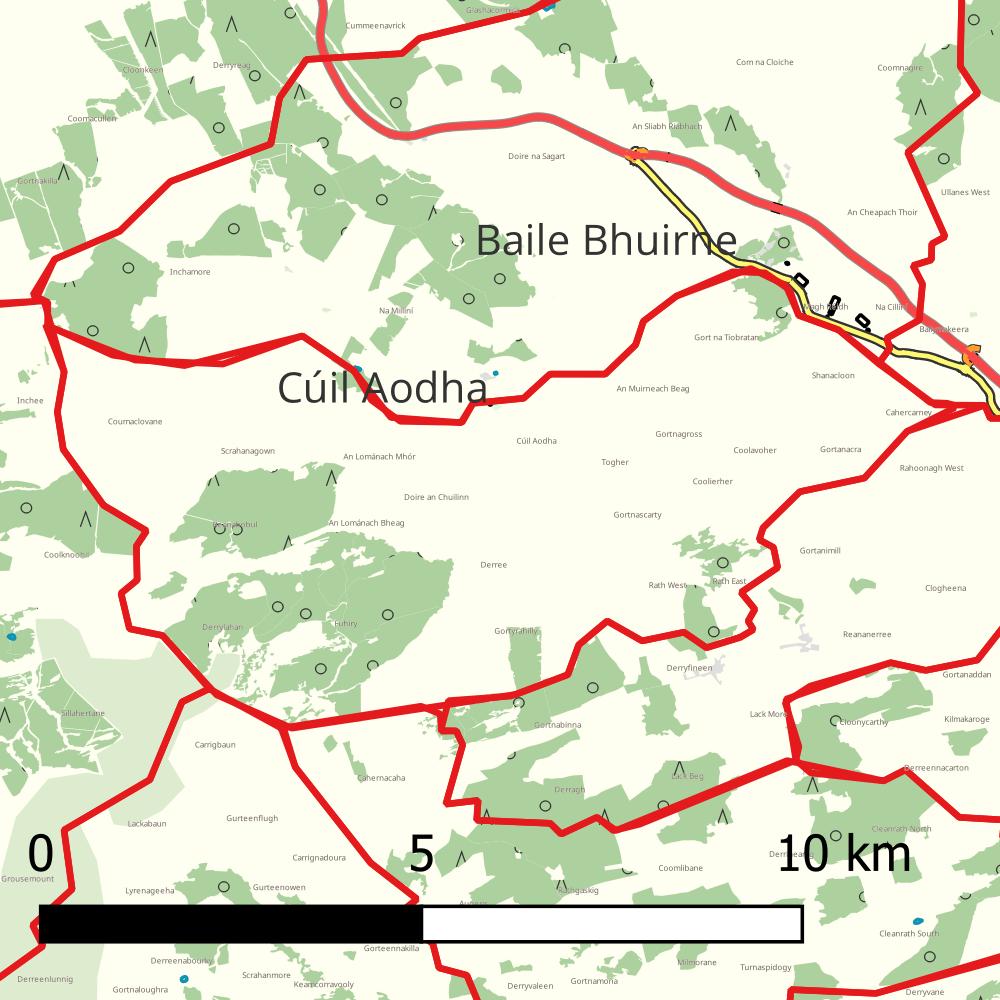 Glashacormick
Cummeenavrick
Com na Cloiche
Derryreag
Cloonkeen
Coomnagire
Coomacullen
An Sliabh Riabhach
Doire na Sagart
Gortnakilla
Ullanes West
An Cheapach Thoir
Baile Bhuirne
Inchamore
Na Cillíní
Na Millíní
Gort na Tiobratan
Shanacloon
Cúil Aodha
An Muirneach Beag
Inchee
Cahercarney
Coumaclovane
Gortnagross
Cúil Aodha
Scrahanagown
Coolavoher
Gortanacra
An Lománach Mhór
Togher
Rahoonagh West
Coolierher
Doire an Chuilinn
Gortnascarty
An Lománach Bheag
Gortanimill
Coolknoohil
Derree
Rath West
Rath East
Clogheena
Derrylahan
Fuhiry
Gortyrahilly
Reananerree
Derryfineen
Gortanaddan
Sillahertane
Lack More
Cloonycarthy
Kilmakaroge
Gortnabinna
Carrigbaun
Derreennacarton
Cahernacaha
Lack Beg
Derragh
Gurteenflugh
Lackabaun
Cleanrath North
0 5 10 km
Carrignadoura
Coomlibane
Grousemount
Lyrenageeha
Gurteenowen
Rathgaskig
Cleanrath South
Gorteennakilla
Derreenabourky
Milmorane
Turnaspidogy
Scrahanmore
Derreenlunnig
Gortnaloughra
Keamcorravooly
Derryvaleen
Gortnamona
Derryvane